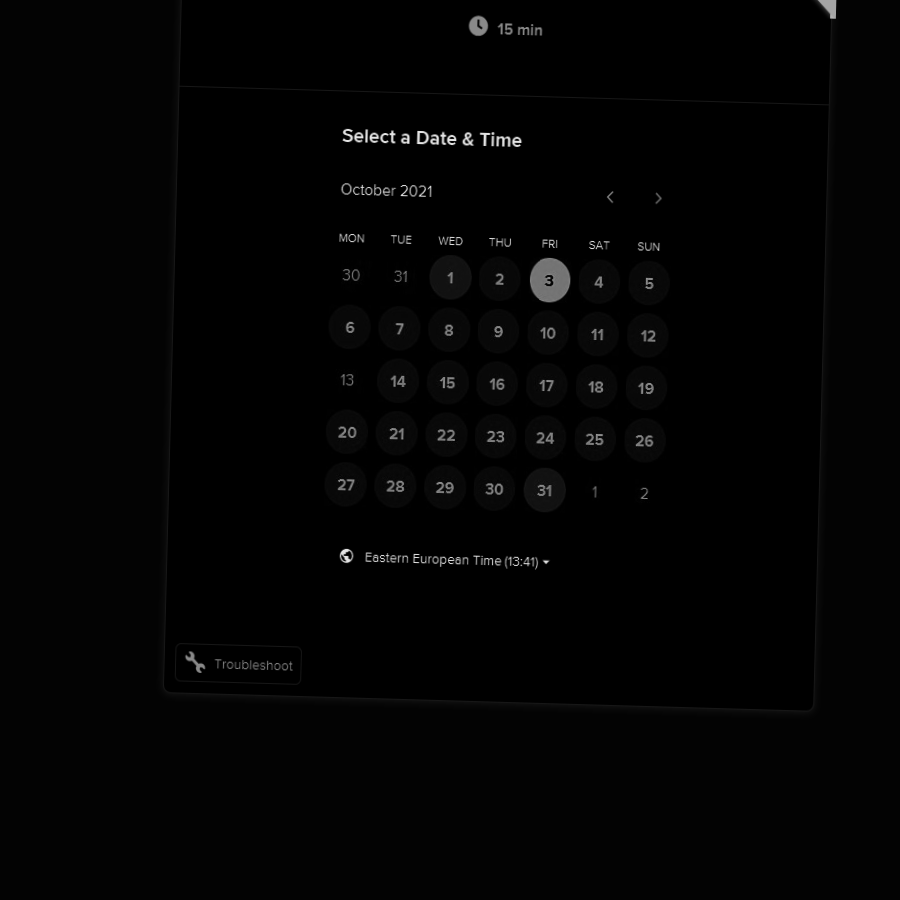 15 min
Select a Date & Time
October 2021
MON TUE WED THU FRI SAT SUN
30 31 1 2 3 4 5
6 7 8 9 10 11 12
13 14 15 16 17 18 19
20 21 22 23 24 25 26
27 28 29 30 31 1 2
Eastern European Time (13:41)
Troubleshoot